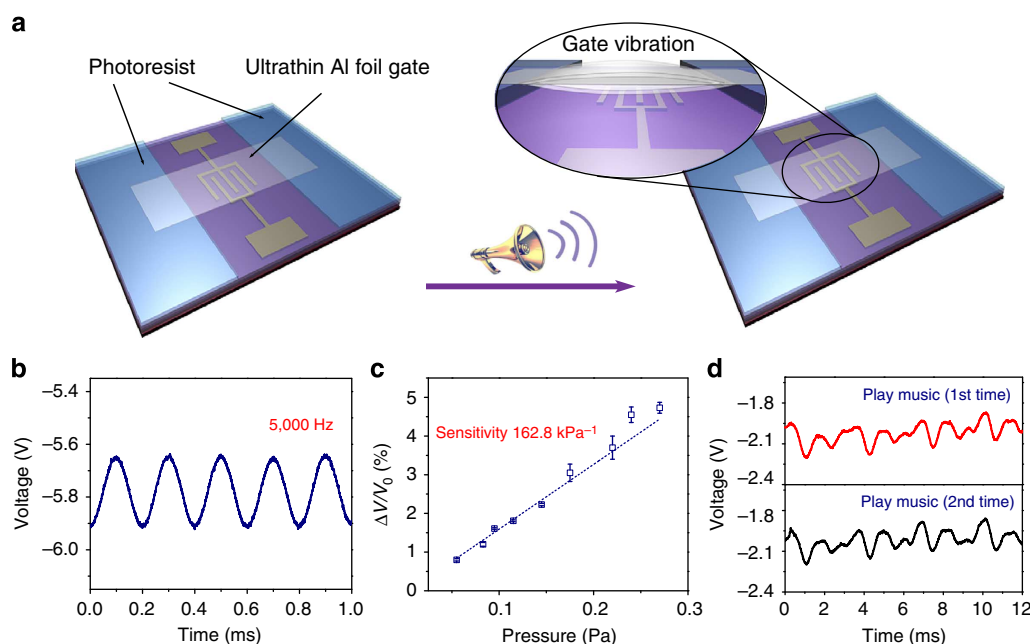 a
Photoresist
Ultrathin Al foil gate
Gate vibration
b
Voltage (V)
−5.4
−5.6
−5.8
−6.0
5,000 Hz
0.0 0.2 0.4 0.6 0.8 1.0
Time (ms)
c
ΔV/V0 (%)
5
4
3
2
1
0
Sensitivity 162.8 kPa−1
0.1 0.2 0.3
Pressure (Pa)
d
Voltage (V)
−1.8
−2.1
−2.4
Play music (1st time)
−1.8
−2.1
−2.4
Play music (2nd time)
0 2 4 6 8 10 12
Time (ms)